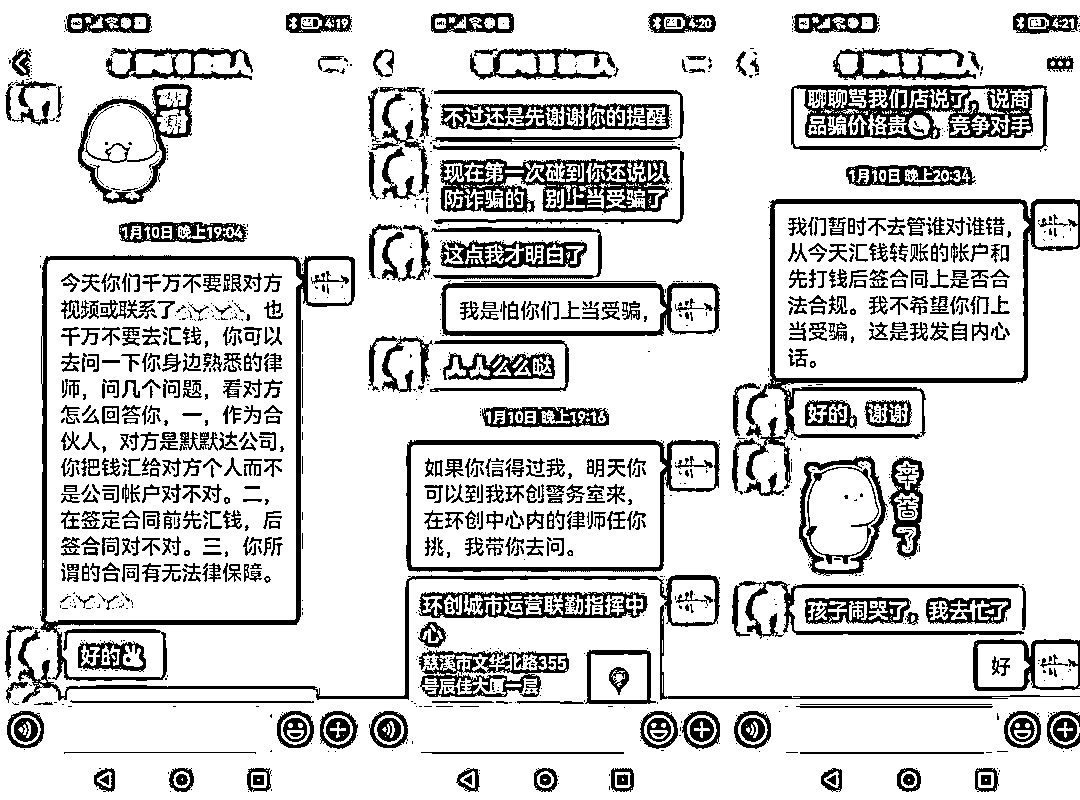 4:19
谢
谢
1月10日 晚上19:04
今天你们千万不要跟对方
视频或联系了，也
千万不要去汇钱，你可以
去问一下你身边熟悉的律
师，问几个问题，看对方
怎么回答你，一，作为合
伙人，对方是默默达公司，
你把钱汇给对方个人而不
是公司帐户对不对。二，
在签定合同前先汇钱，后
签合同对不对。三，你所
谓的合同有无法律保障。
好的
4:20
不过还是先谢谢你的提醒
现在第一次碰到你还说以
防诈骗的，别上当受骗了
这点我才明白了
我是怕你们上当受骗，
人人么么哒
1月10日 晚上19:16
如果你信得过我，明天你
可以到我环创警务室来，
在环创中心内的律师任你
挑，我带你去问。
环创城市运营联勤指挥中
心
慈溪市文华北路355
号辰佳大厦一层
4:21
聊聊骂我们店说了，说商
品骗价格贵，竞争对手
1月10日 晚上20:34
我们暂时不去管谁对谁错，
从今天汇钱转账的帐户和
先打钱后签合同上是否合
法合规。我不希望你们上
当受骗，这是我发自内心
话。
好的，谢谢
辛苦了
孩子闹哭了，我去忙了
好